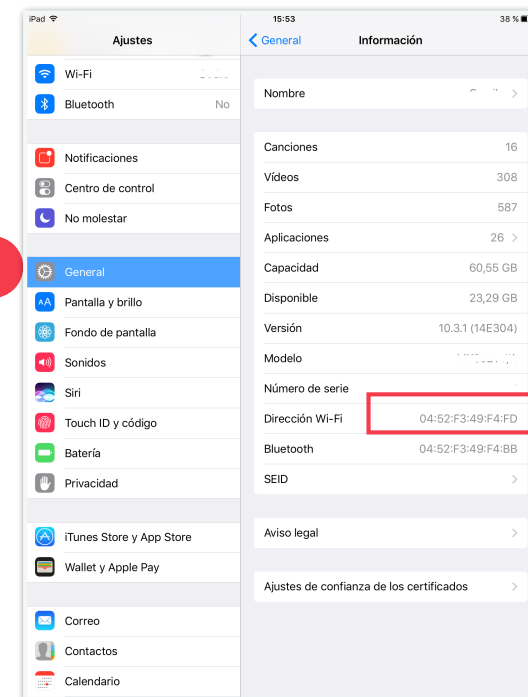 iPad
15:53
38 %
Ajustes
General
Información
Wi-Fi
Bluetooth No
Notificaciones
Centro de control
No molestar
General
Pantalla y brillo
Fondo de pantalla
Sonidos
Siri
Touch ID y código
Batería
Privacidad
iTunes Store y App Store
Wallet y Apple Pay
Correo
Contactos
Calendario
Nombre
Canciones 16
Vídeos 308
Fotos 587
Aplicaciones 26
Capacidad 60,55 GB
Disponible 23,29 GB
Versión 10.3.1 (14E304)
Modelo
Número de serie
Dirección Wi-Fi 04:52:F3:49:F4:FD
Bluetooth 04:52:F3:49:F4:BB
SEID
Aviso legal
Ajustes de confianza de los certificados